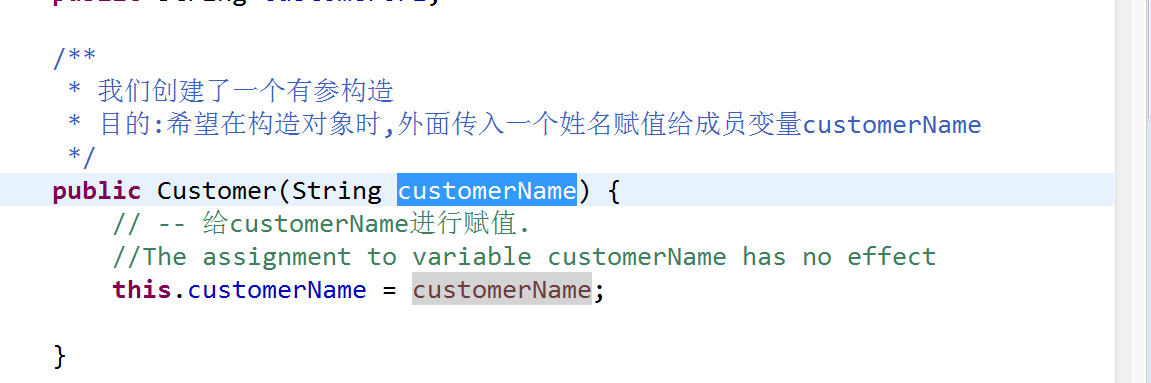 /**
* 我们创建了一个有参构造
* 目的:希望在构造对象时,外面传入一个姓名赋值给成员变量customerName
*/
public Customer(String customerName) {
// -- 给customerName进行赋值.
//The assignment to variable customerName has no effect
this.customerName = customerName;
}